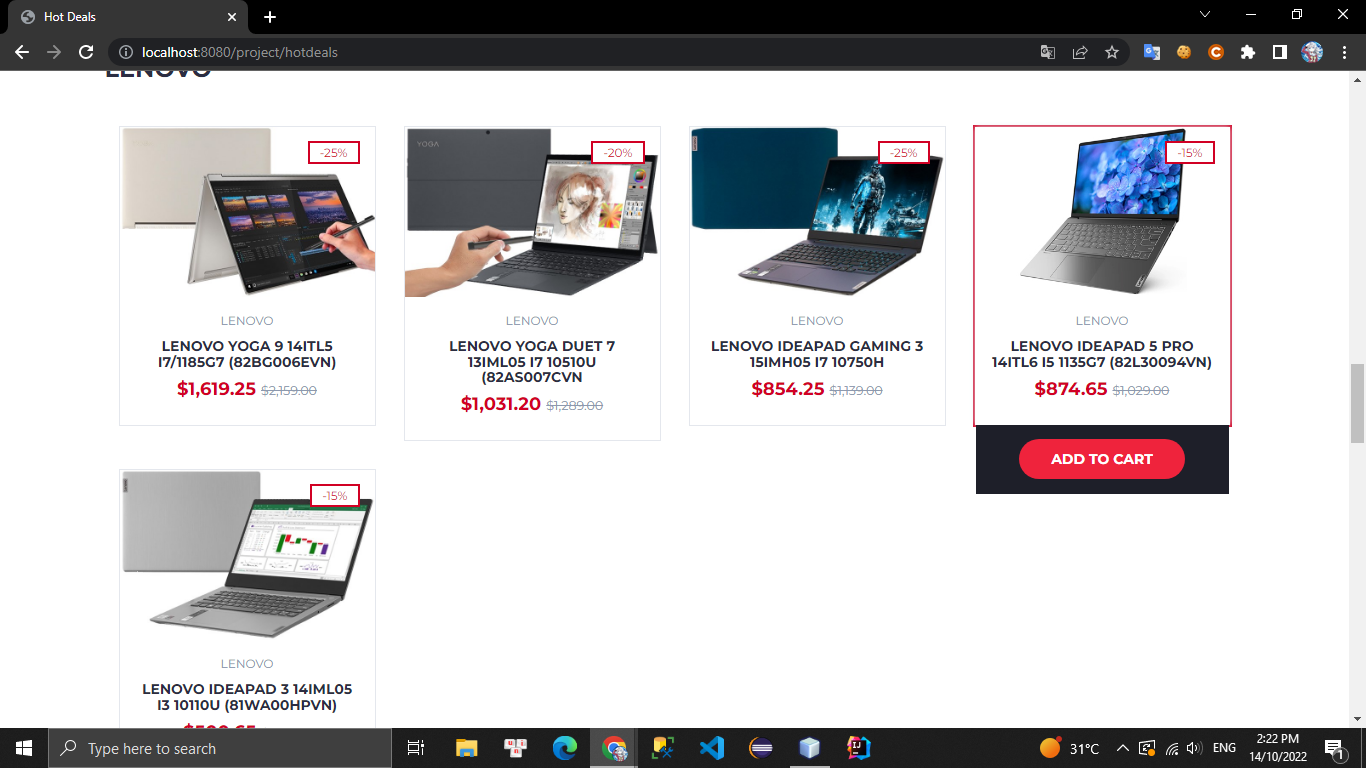 Hot Deals
localhost:8080/project/hotdeals
LENOVO
-25%
LENOVO
LENOVO YOGA 9 14ITL5
I7/1185G7 (82BG006EVN)
$1,619.25 $2,159.00
YOGA
-20%
LENOVO
LENOVO YOGA DUET 7
13IML05 I7 10510U
(82AS007CVN
$1,031.20 $1,289.00
-25%
LENOVO
LENOVO IDEAPAD GAMING 3
15IMH05 I7 10750H
$854.25 $1,139.00
-15%
LENOVO
LENOVO IDEAPAD 5 PRO
14ITL6 I5 1135G7 (82L30094VN)
$874.65 $1,029.00
ADD TO CART
-15%
LENOVO
LENOVO IDEAPAD 3 14IML05
I3 10110U (81WA00HPVN)
Type here to search
31°C
ENG
2:22 PM
14/10/2022
1